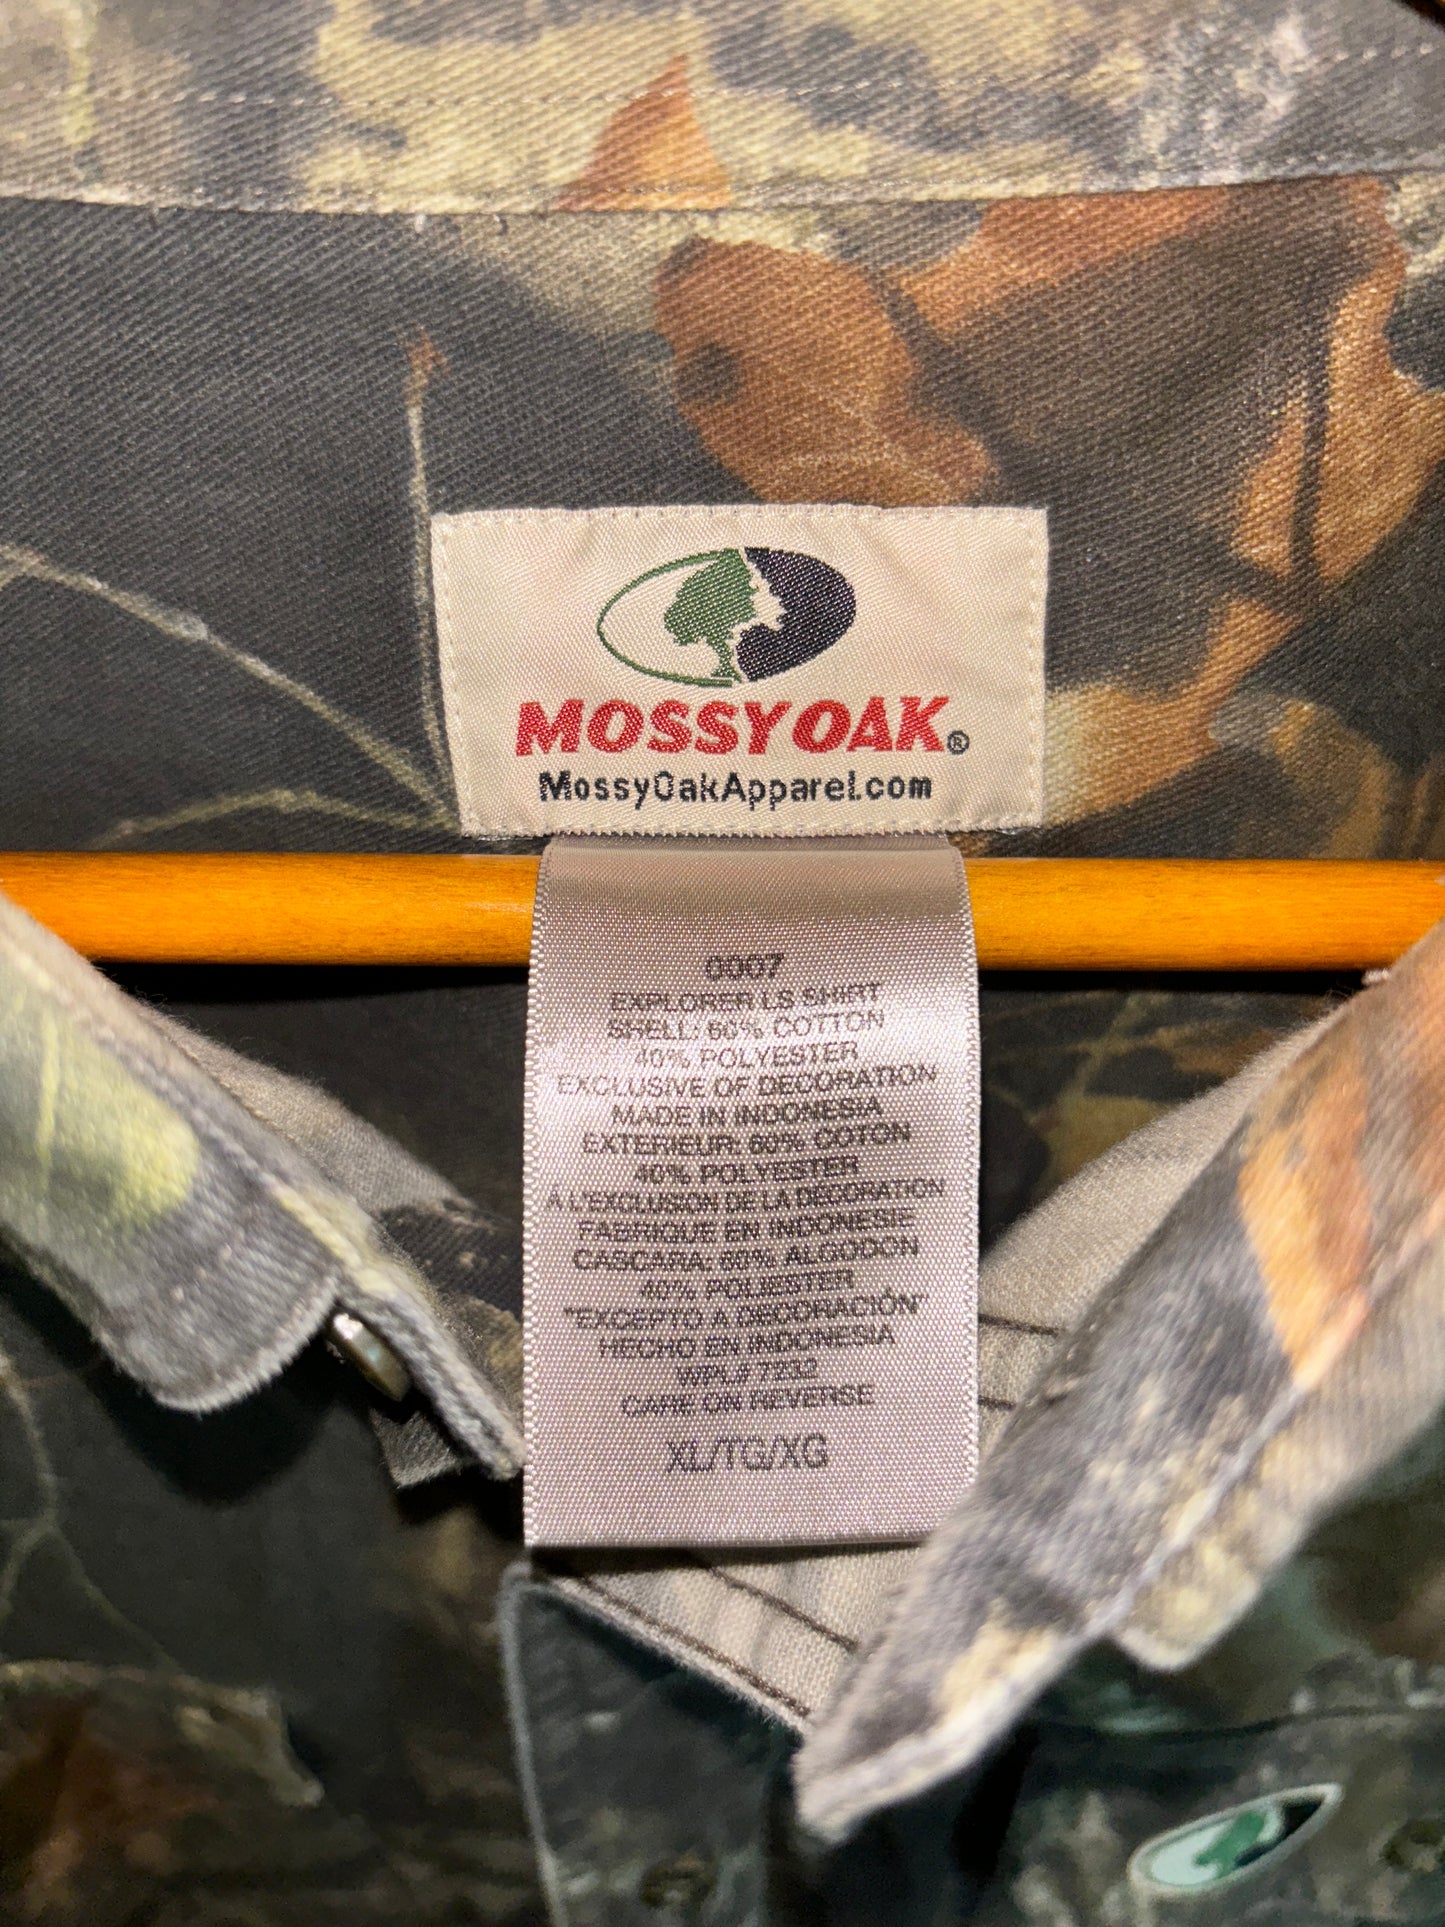 MOSSY OAK®
MossyOakApparel.com
0007
EXPLORER LS SHIRT
SHELL: 60% COTTON
40% POLYESTER
EXCLUSIVE OF DECORATION
MADE IN INDONESIA
EXTERIEUR: 60% COTON
40% POLYESTER
A L'EXCLUSION DE LA DECORATION
FABRIQUE EN INDONESIE
CASCARA: 60% ALGODON
40% POLIESTER
"EXCEPTO A DECORACIÓN"
HECHO EN INDONESIA
WPL# 7232
CARE ON REVERSE
XL/TG/XG